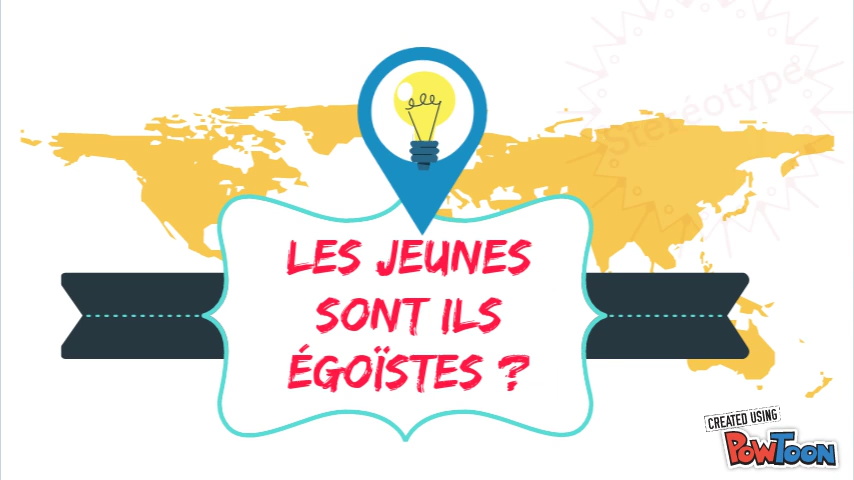 Stéréotype
LES JEUNES
SONT ILS
ÉGOÏSTES ?
CREATED USING
POWTOON